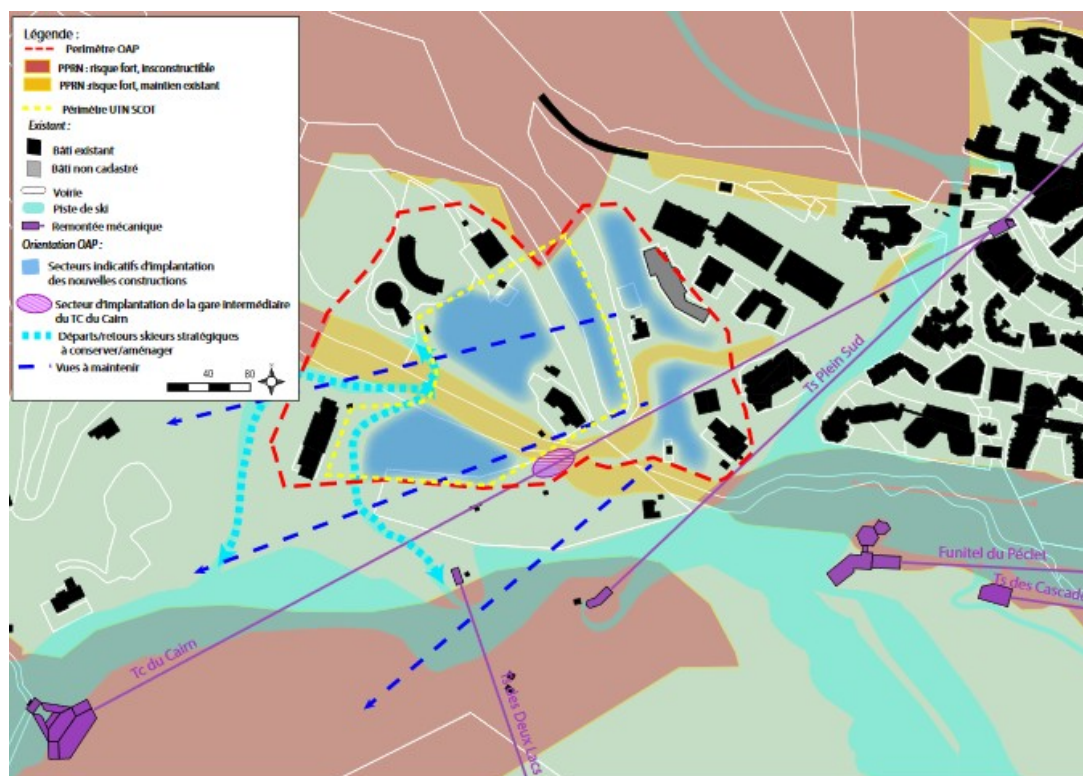 Légende :
Perimètre OAP
PPRN : risque fort, insconstructible
PPRN :risque fort, maintien existant
Périmètre UTN SCOT
Existant :
Bâti existant
Bâti non cadastré
Voirie
Piste de ski
Remontée mécanique
Orientation OAP :
Secteurs indicatifs d'implantation
des nouvelles constructions
Secteur d'implantation de la gare intermédiaire
du TC du Cairn
Départs/retours skieurs stratégiques
à conserver/aménager
Vues à maintenir
40 80
Ts Plein Sud
Funitel du Péclet
Ts des Cascade
Tc du Cairn
Ts des Deux Lacs